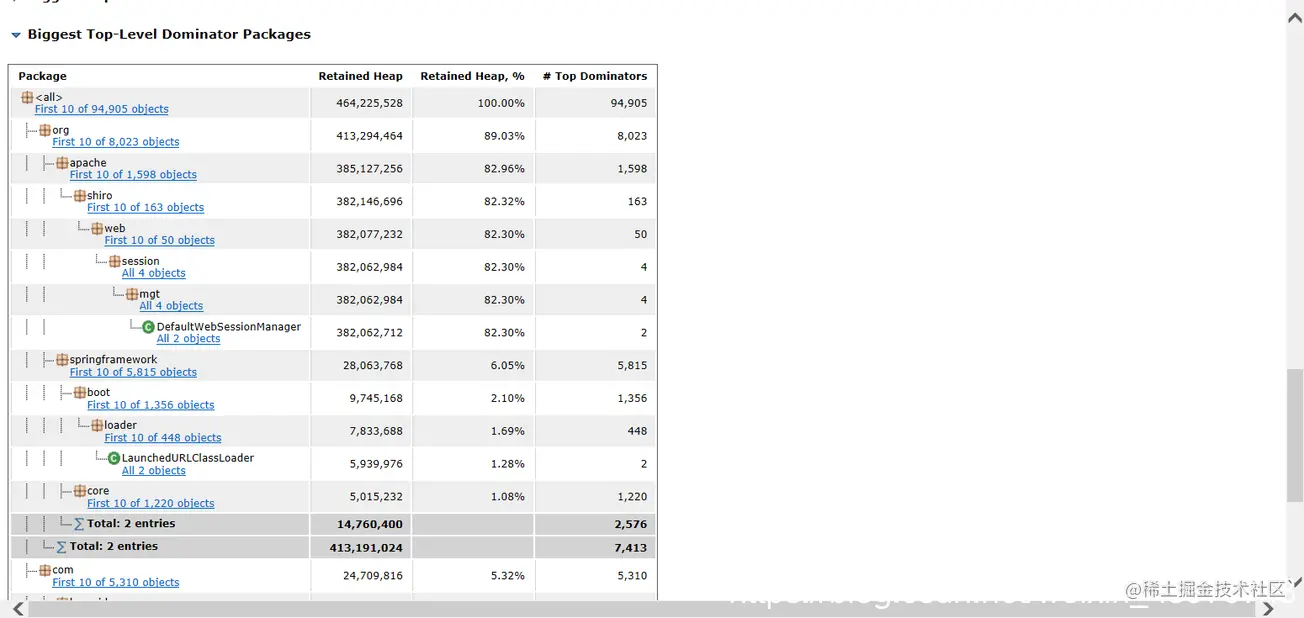 Biggest Top-Level Dominator Packages
Package Retained Heap Retained Heap, % # Top Dominators
<all>
First 10 of 94,905 objects 464,225,528 100.00% 94,905
org
First 10 of 8,023 objects 413,294,464 89.03% 8,023
apache
First 10 of 1,598 objects 385,127,256 82.96% 1,598
shiro
First 10 of 163 objects 382,146,696 82.32% 163
web
First 10 of 50 objects 382,077,232 82.30% 50
session
All 4 objects 382,062,984 82.30% 4
mgt
All 4 objects 382,062,984 82.30% 4
C DefaultWebSessionManager
All 2 objects 382,062,712 82.30% 2
springframework
First 10 of 5,815 objects 28,063,768 6.05% 5,815
boot
First 10 of 1,356 objects 9,745,168 2.10% 1,356
loader
First 10 of 448 objects 7,833,688 1.69% 448
C LaunchedURLClassLoader
All 2 objects 5,939,976 1.28% 2
core
First 10 of 1,220 objects 5,015,232 1.08% 1,220
∑ Total: 2 entries 14,760,400 2,576
∑ Total: 2 entries 413,191,024 7,413
com
First 10 of 5,310 objects 24,709,816 5.32% 5,310
@稀土掘金技术社区